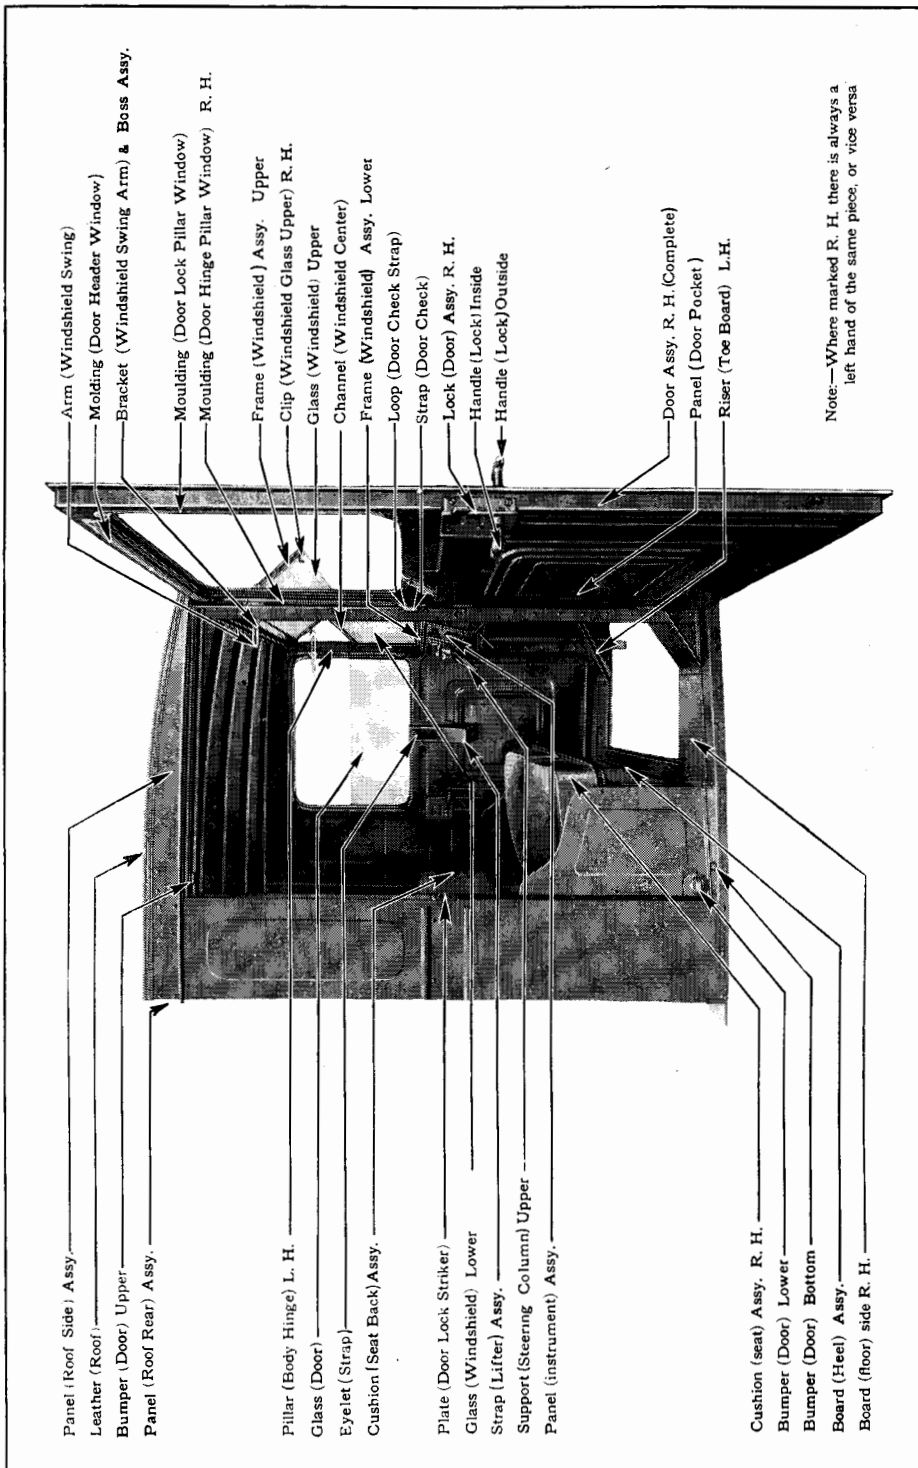 Arm (Windshield Swing)
Molding (Door Header Window)
Bracket (Windshield Swing Arm) & Boss Assy.
Moulding (Door Lock Pillar Window)
Moulding (Door Hinge Pillar Window) R. H.
Frame (Windshield) Assy. Upper
Clip (Windshield Glass Upper) R. H.
Glass (Windshield) Upper
Channel (Windshield Center)
Frame (Windshield) Assy. Lower
Loop (Door Check Strap)
Strap (Door Check)
Lock (Door) Assy. R. H.
Handle (Lock) Inside
Handle (Lock) Outside
Door Assy. R. H. (Complete)
Panel (Door Pocket)
Riser (Toe Board) L.H.
Note:—Where marked R. H. there is always a
left hand of the same piece, or vice versa
Panel (Roof Side) Assy.
Leather (Roof)
Bumper (Door) Upper
Panel (Roof Rear) Assy.
Pillar (Body Hinge) L. H.
Glass (Door)
Eyelet (Strap)
Cushion (Seat Back) Assy.
Plate (Door Lock Striker)
Glass (Windshield) Lower
Strap (Lifter) Assy.
Support (Steering Column) Upper
Panel (instrument) Assy.
Cushion (seat) Assy. R. H.
Bumper (Door) Lower
Bumper (Door) Bottom
Board (Heel) Assy.
Board (floor) side R. H.